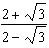 2 + √3
2 − √3